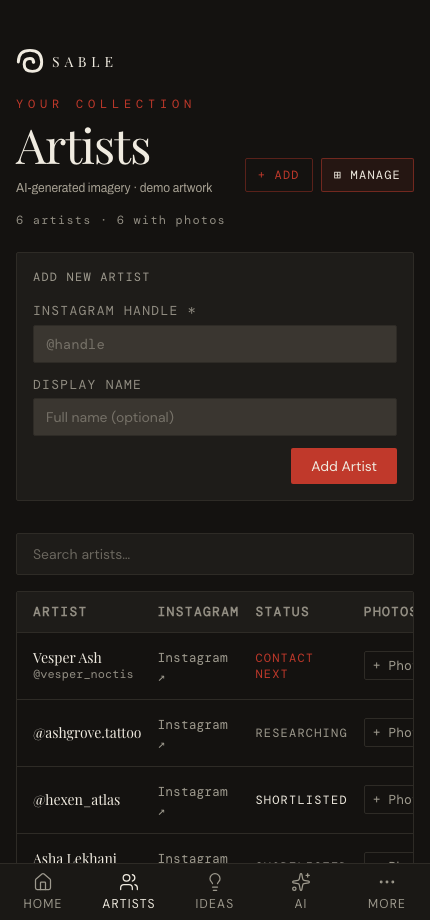 SABLE
YOUR COLLECTION
Artists
AI-generated imagery · demo artwork
+ ADD
⊞ MANAGE
6 artists · 6 with photos
ADD NEW ARTIST
INSTAGRAM HANDLE *
@handle
DISPLAY NAME
Full name (optional)
Add Artist
Search artists…
ARTIST INSTAGRAM STATUS PHOTOS
Vesper Ash
@vesper_noctis
Instagram
↗
CONTACT
NEXT
+ Pho
@ashgrove.tattoo
Instagram
↗
RESEARCHING
+ Pho
@hexen_atlas
Instagram
↗
SHORTLISTED
+ Pho
Asha Lekhani
Instagram
HOME ARTISTS IDEAS AI MORE